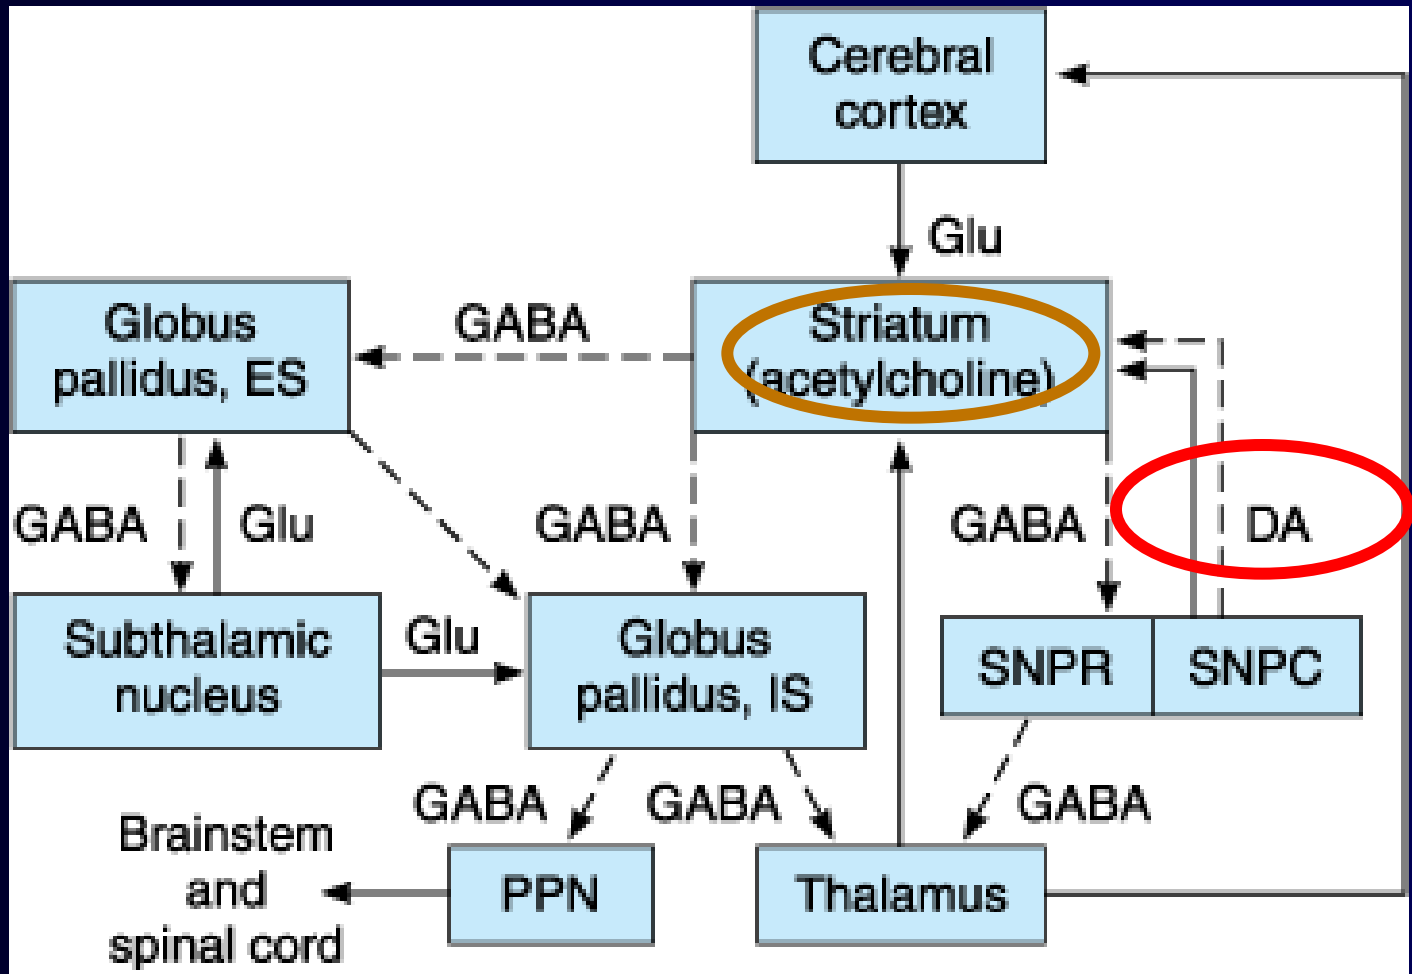 Cerebral
cortex
Glu
Globus
pallidus, ES
GABA
Striatum
(acetylcholine)
GABA
Glu
GABA
GABA
DA
Subthalamic
nucleus
Glu
Globus
pallidus, IS
SNPR
SNPC
GABA
GABA
GABA
Brainstem
and
spinal cord
PPN
Thalamus